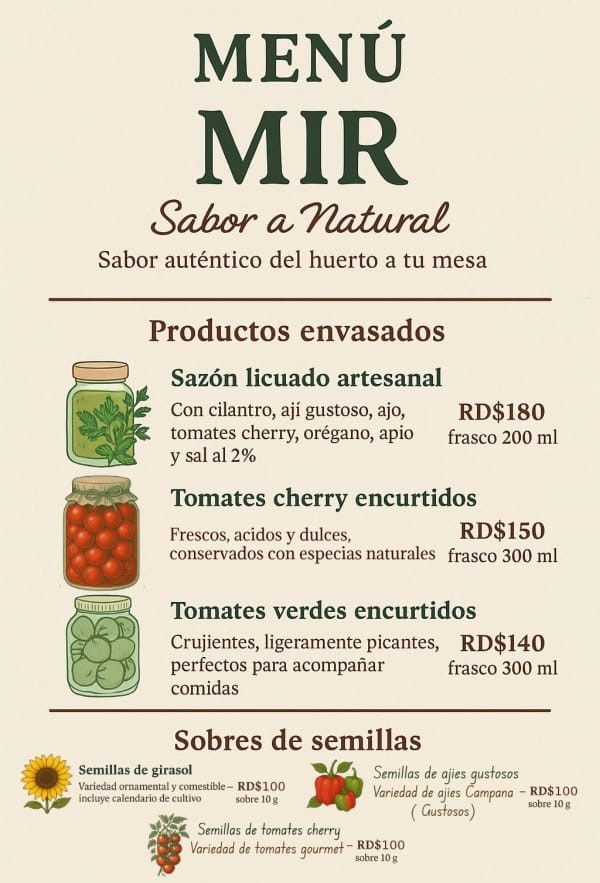 MENÚ
MIR
Sabor a Natural
Sabor auténtico del huerto a tu mesa
Productos envasados
Sazón licuado artesanal
Con cilantro, ají gustoso, ajo,
tomates cherry, orégano, apio
y sal al 2%
RD$180
frasco 200 ml
Tomates cherry encurtidos
Frescos, acidos y dulces,
conservados con especias naturales
RD$150
frasco 300 ml
Tomates verdes encurtidos
Crujientes, ligeramente picantes,
perfectos para acompañar
comidas
RD$140
frasco 300 ml
Sobres de semillas
Semillas de girasol
Variedad ornamental y comestible – RD$100
incluye calendario de cultivo
sobre 10 g
Semillas de ajies gustosos
Variedad de ajies Campana – RD$100
( Gustosos)
sobre 10 g
Semillas de tomates cherry
Variedad de tomates gourmet – RD$100
sobre 10 g